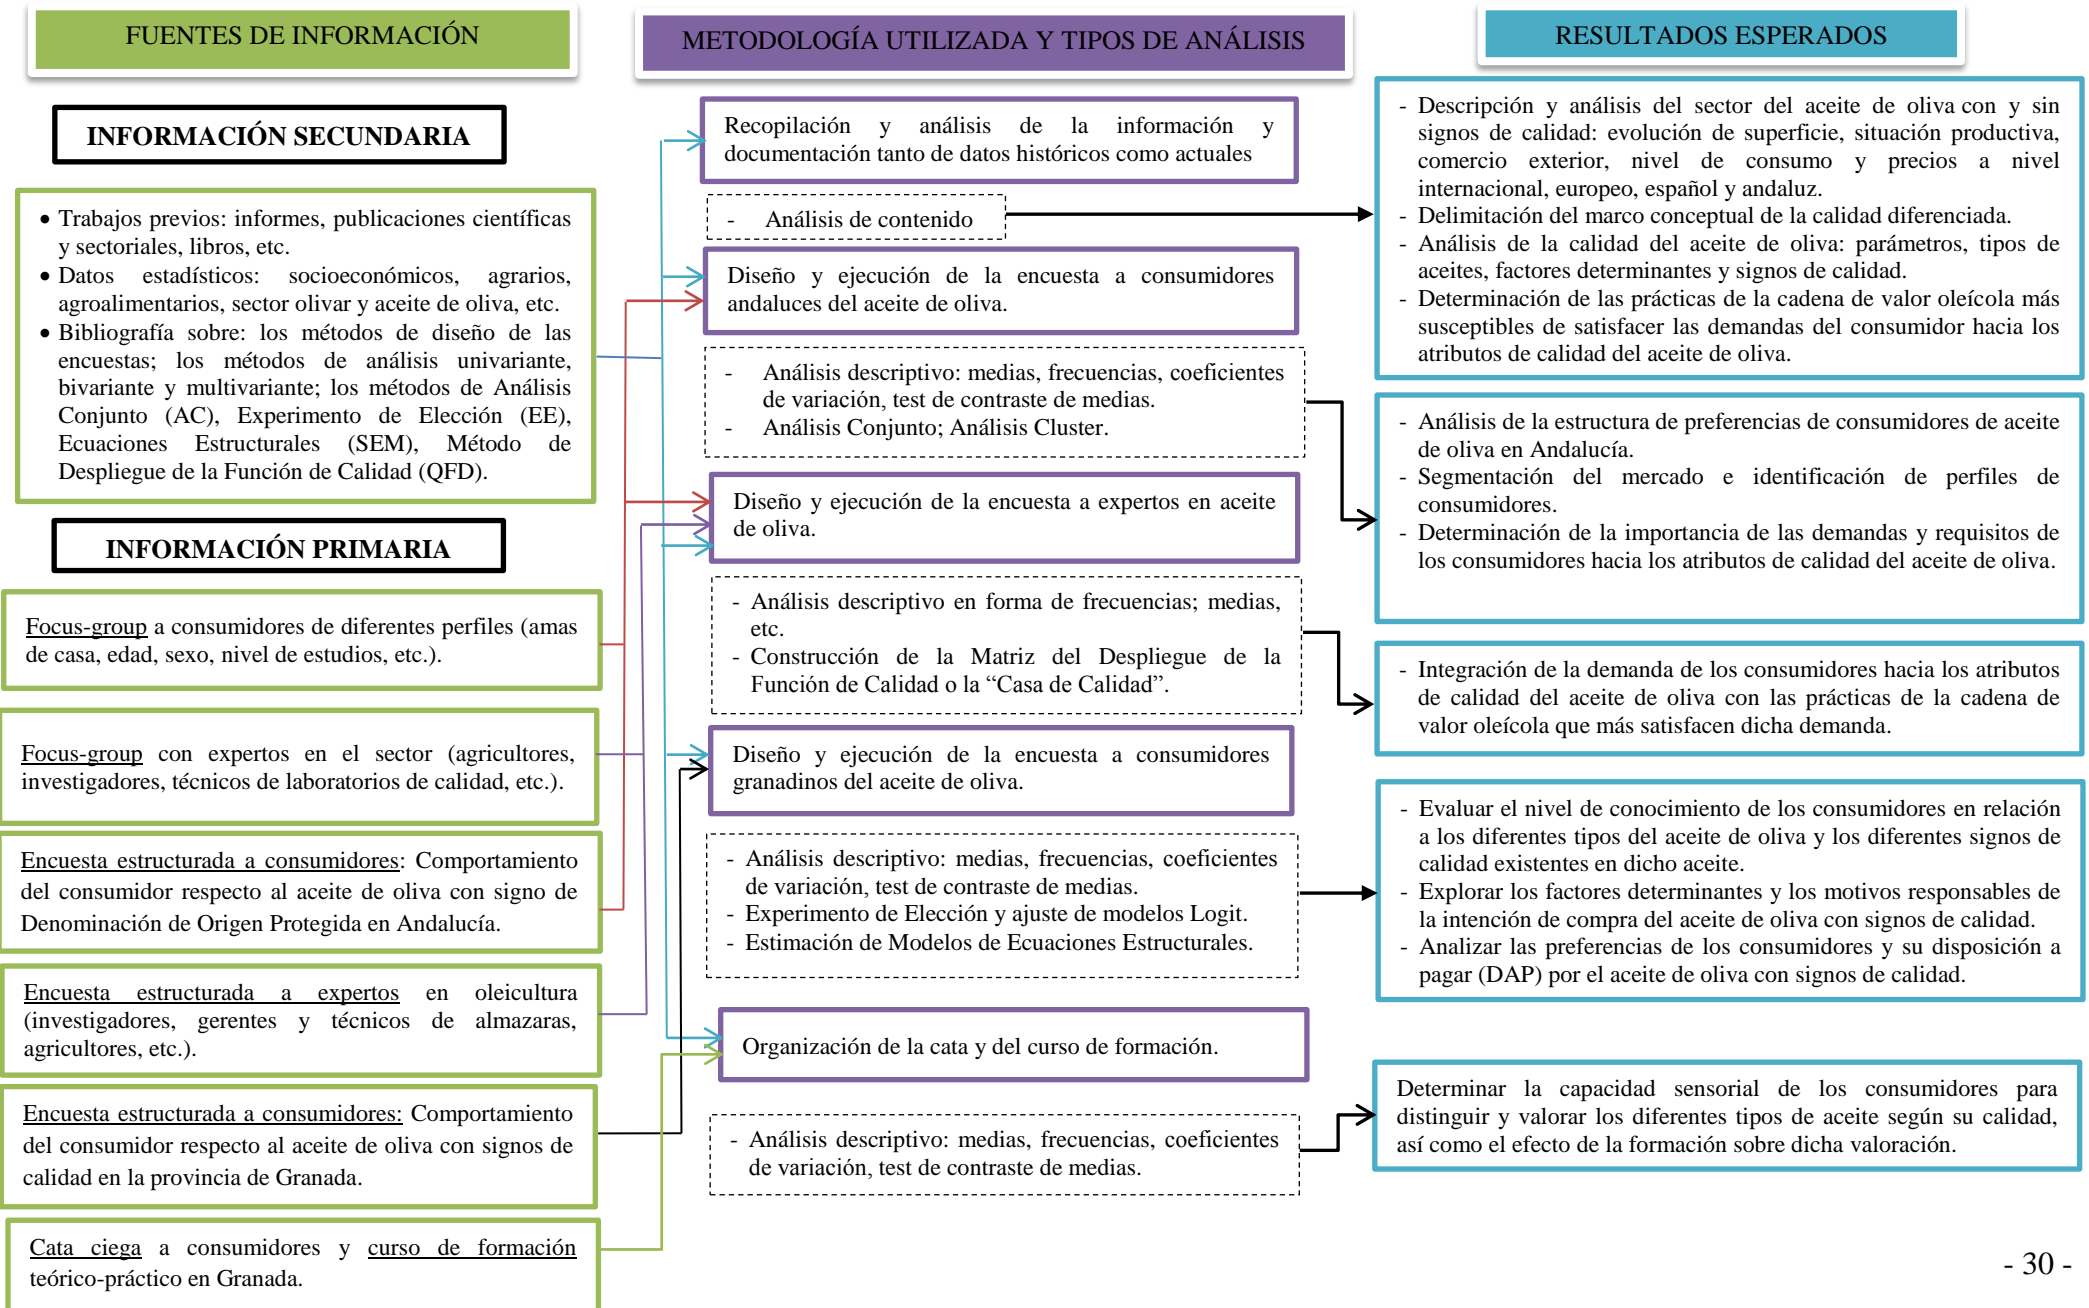 FUENTES DE INFORMACIÓN
INFORMACIÓN SECUNDARIA
• Trabajos previos: informes, publicaciones científicas
y sectoriales, libros, etc.
• Datos estadísticos: socioeconómicos, agrarios,
agroalimentarios, sector olivar y aceite de oliva, etc.
• Bibliografía sobre: los métodos de diseño de las
encuestas; los métodos de análisis univariante,
bivariante y multivariante; los métodos de Análisis
Conjunto (AC), Experimento de Elección (EE),
Ecuaciones Estructurales (SEM), Método de
Despliegue de la Función de Calidad (QFD).
INFORMACIÓN PRIMARIA
Focus-group a consumidores de diferentes perfiles (amas
de casa, edad, sexo, nivel de estudios, etc.).
Focus-group con expertos en el sector (agricultores,
investigadores, técnicos de laboratorios de calidad, etc.).
Encuesta estructurada a consumidores: Comportamiento
del consumidor respecto al aceite de oliva con signo de
Denominación de Origen Protegida en Andalucía.
Encuesta estructurada a expertos en oleicultura
(investigadores, gerentes y técnicos de almazaras,
agricultores, etc.).
Encuesta estructurada a consumidores: Comportamiento
del consumidor respecto al aceite de oliva con signos de
calidad en la provincia de Granada.
Cata ciega a consumidores y curso de formación
teórico-práctico en Granada.
METODOLOGÍA UTILIZADA Y TIPOS DE ANÁLISIS
Recopilación y análisis de la información y
documentación tanto de datos históricos como actuales
- Análisis de contenido
Diseño y ejecución de la encuesta a consumidores
andaluces del aceite de oliva.
- Análisis descriptivo: medias, frecuencias, coeficientes
de variación, test de contraste de medias.
- Análisis Conjunto; Análisis Cluster.
Diseño y ejecución de la encuesta a expertos en aceite
de oliva.
- Análisis descriptivo en forma de frecuencias; medias,
etc.
- Construcción de la Matriz del Despliegue de la
Función de Calidad o la “Casa de Calidad”.
Diseño y ejecución de la encuesta a consumidores
granadinos del aceite de oliva.
- Análisis descriptivo: medias, frecuencias, coeficientes
de variación, test de contraste de medias.
- Experimento de Elección y ajuste de modelos Logit.
- Estimación de Modelos de Ecuaciones Estructurales.
Organización de la cata y del curso de formación.
- Análisis descriptivo: medias, frecuencias, coeficientes
de variación, test de contraste de medias.
RESULTADOS ESPERADOS
- Descripción y análisis del sector del aceite de oliva con y sin
signos de calidad: evolución de superficie, situación productiva,
comercio exterior, nivel de consumo y precios a nivel
internacional, europeo, español y andaluz.
- Delimitación del marco conceptual de la calidad diferenciada.
- Análisis de la calidad del aceite de oliva: parámetros, tipos de
aceites, factores determinantes y signos de calidad.
- Determinación de las prácticas de la cadena de valor oleícola más
susceptibles de satisfacer las demandas del consumidor hacia los
atributos de calidad del aceite de oliva.
- Análisis de la estructura de preferencias de consumidores de aceite
de oliva en Andalucía.
- Segmentación del mercado e identificación de perfiles de
consumidores.
- Determinación de la importancia de las demandas y requisitos de
los consumidores hacia los atributos de calidad del aceite de oliva.
- Integración de la demanda de los consumidores hacia los atributos
de calidad del aceite de oliva con las prácticas de la cadena de
valor oleícola que más satisfacen dicha demanda.
- Evaluar el nivel de conocimiento de los consumidores en relación
a los diferentes tipos del aceite de oliva y los diferentes signos de
calidad existentes en dicho aceite.
- Explorar los factores determinantes y los motivos responsables de
la intención de compra del aceite de oliva con signos de calidad.
- Analizar las preferencias de los consumidores y su disposición a
pagar (DAP) por el aceite de oliva con signos de calidad.
Determinar la capacidad sensorial de los consumidores para
distinguir y valorar los diferentes tipos de aceite según su calidad,
así como el efecto de la formación sobre dicha valoración.
- 30 -